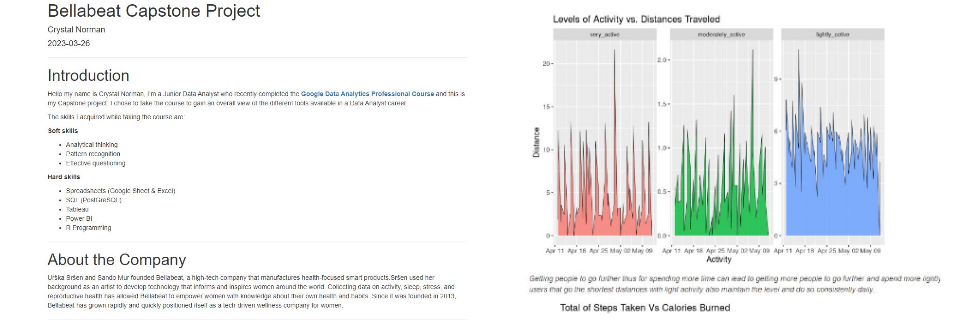 Bellabeat Capstone Project
Crystal Norman
2023-03-26
Introduction
Hello my name is Crystal Norman, I'm a Junior Data Analyst who recently completed the Google Data Analytics Professional Course and this is
my Capstone project. I chose to take the course to gain an overall view of the different tools available in a Data Analyst career.
The skills I acquired while taking the course are:
Soft skills
Analytical thinking
Pattern recognition
Effective questioning
Hard skills
Spreadsheets (Google Sheet & Excel)
SQL (PostGreSQL)
Tableau
Power BI
R Programming
About the Company
Urška Sršen and Sando Mur founded Bellabeat, a high-tech company that manufactures health-focused smart products.Sršen used her
background as an artist to develop technology that informs and inspires women around the world. Collecting data on activity, sleep, stress, and
reproductive health has allowed Bellabeat to empower women with knowledge about their own health and habits. Since it was founded in 2013,
Bellabeat has grown rapidly and quickly positioned itself as a tech driven wellness company for women.
Levels of Activity vs. Distances Traveled
very_active moderately_active lightly_active
20
15
10
5
0
2.0
1.5
1.0
0.5
0.0
9
6
3
0
Distance
Apr 11 Apr 18 Apr 25 May 02 May 09 Apr 11 Apr 18 Apr 25 May 02 May 09 Apr 11 Apr 18 Apr 25 May 02 May 09
Activity
Getting people to go further thus for spending more time can lead to getting more people to go further and spend more lightly
users that go the shortest distances with light activity also maintain the level and do so consistently daily.
Total of Steps Taken Vs Calories Burned